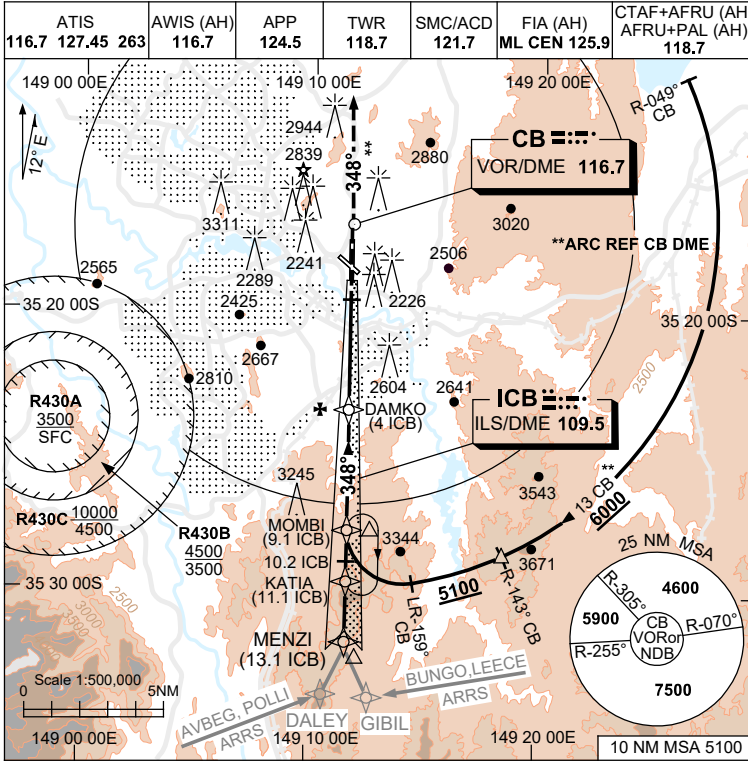 ATIS
116.7 127.45 263
AWIS (AH)
116.7
APP
124.5
TWR
118.7
SMC/ACD
121.7
FIA (AH)
ML CEN 125.9
CTAF+AFRU (AH
AFRU+PAL (AH)
118.7
149 00 00E
149 10 00E
149 20 00E
R-049°
CB
12° E
2944
2839
348°
**
2880
CB
VOR/DME 116.7
3311
2289
2241
3020
**ARC REF CB DME
2506
2565
35 20 00S
2425
2226
35 20 00S
2667
2500
2810
2604
2641
R430A
3500
SFC
DAMKO
(4 ICB)
ICB
ILS/DME 109.5
348°
3245
3543
**
13 CB
6000
R430C 10000
4500
R430B
4500
3500
MOMBI
(9.1 ICB)
3344
3671
25 NM MSA
10.2 ICB
35 30 00S
KATIA
(11.1 ICB)
5100
R-143° CB
LR-159°
CB
2500
3000
R-305°
4600
5900
CB
VORor
NDB
R-070°
R-255°
7500
MENZI
(13.1 ICB)
Scale 1:500,000
0
5NM
BUNGO,LEECE
ARRS
AVBEG, POLLI
ARRS
DALEY
GIBIL
149 00 00E
149 10 00E
149 20 00E
10 NM MSA 5100